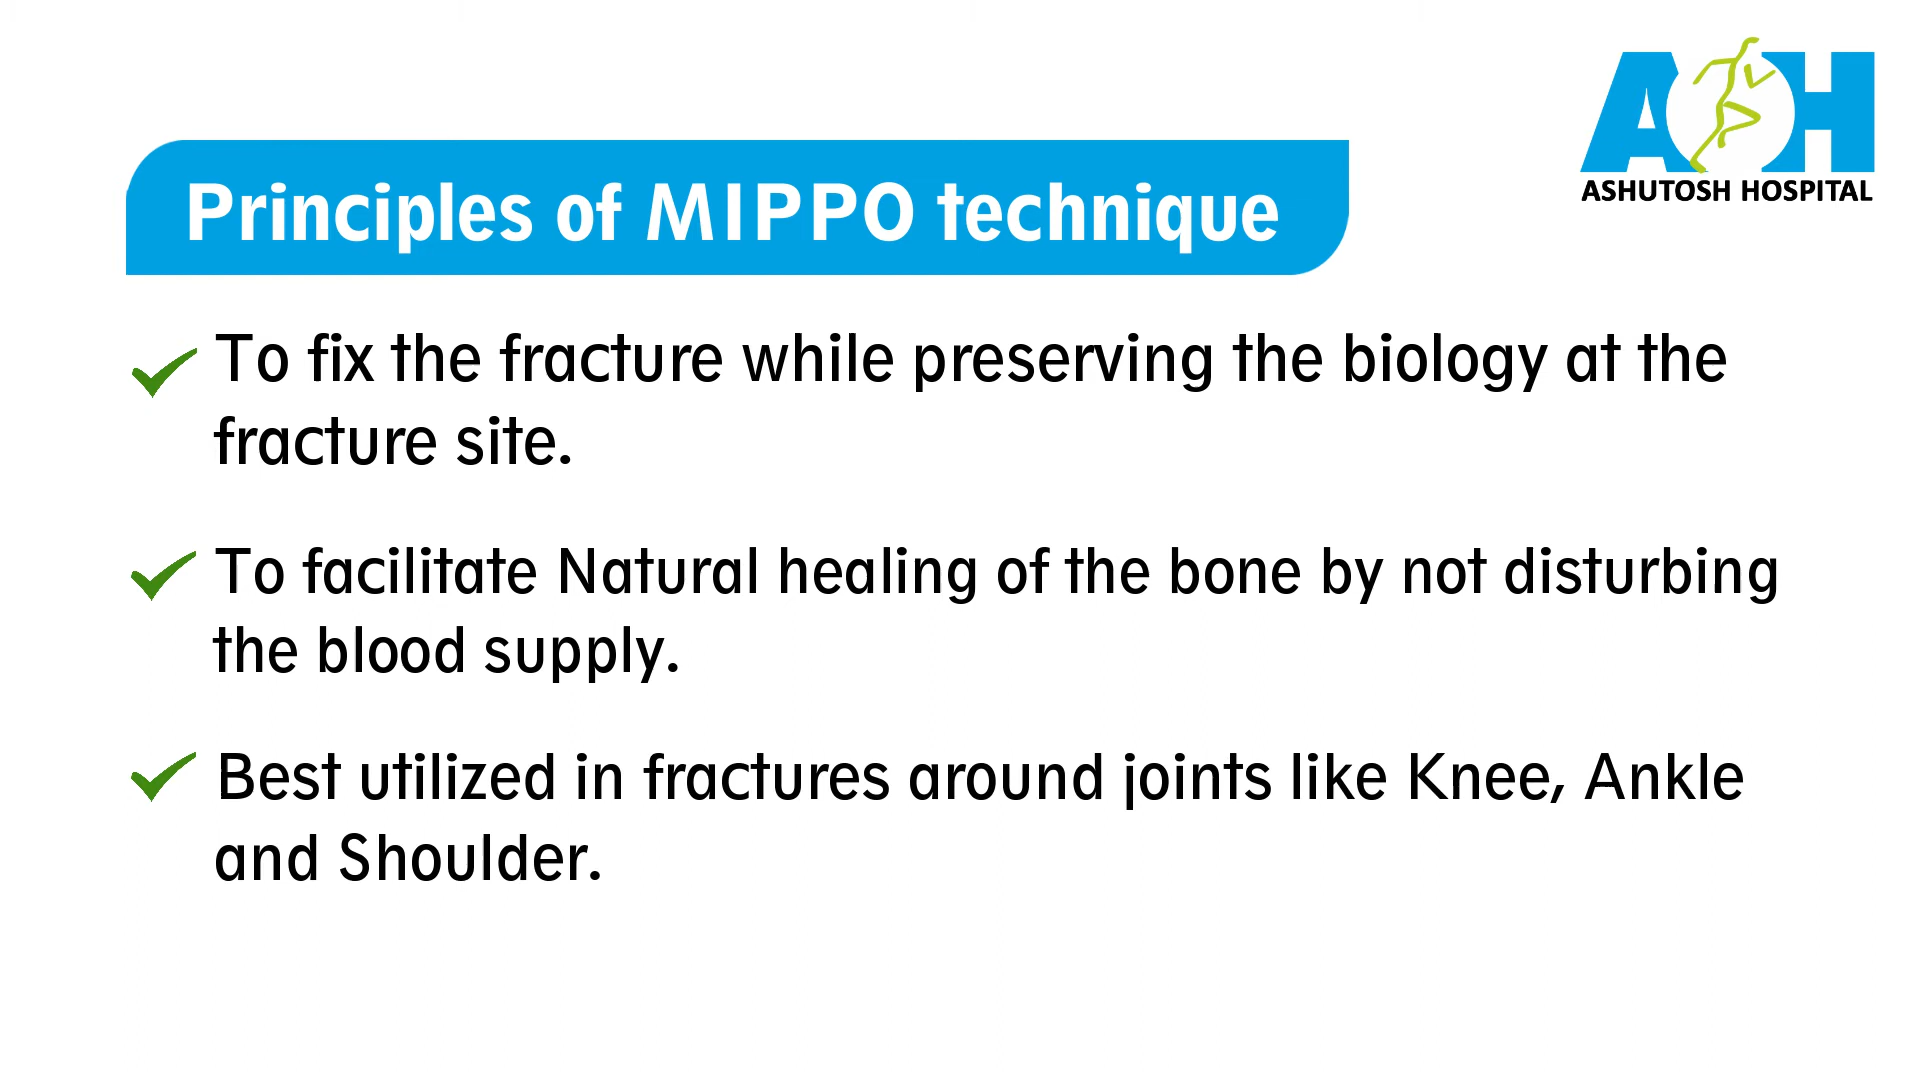 ASHUTOSH HOSPITAL
Principles of MIPPO technique
To fix the fracture while preserving the biology at the
fracture site.
To facilitate Natural healing of the bone by not disturbing
the blood supply.
Best utilized in fractures around joints like Knee, Ankle
and Shoulder.